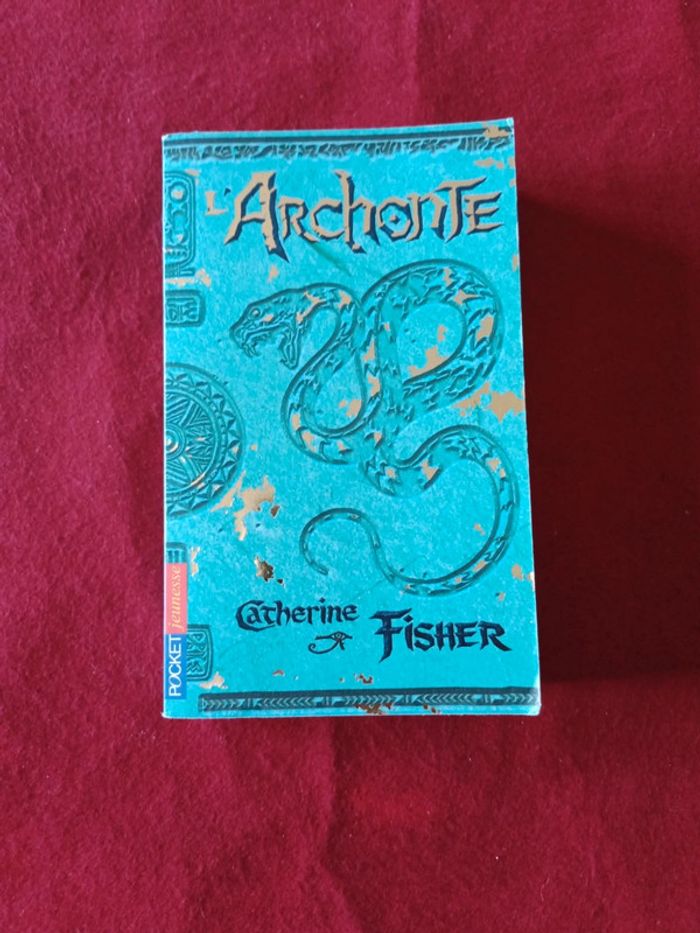 L'ARCHONTE
Catherine
FISHER
POCKET jeunesse